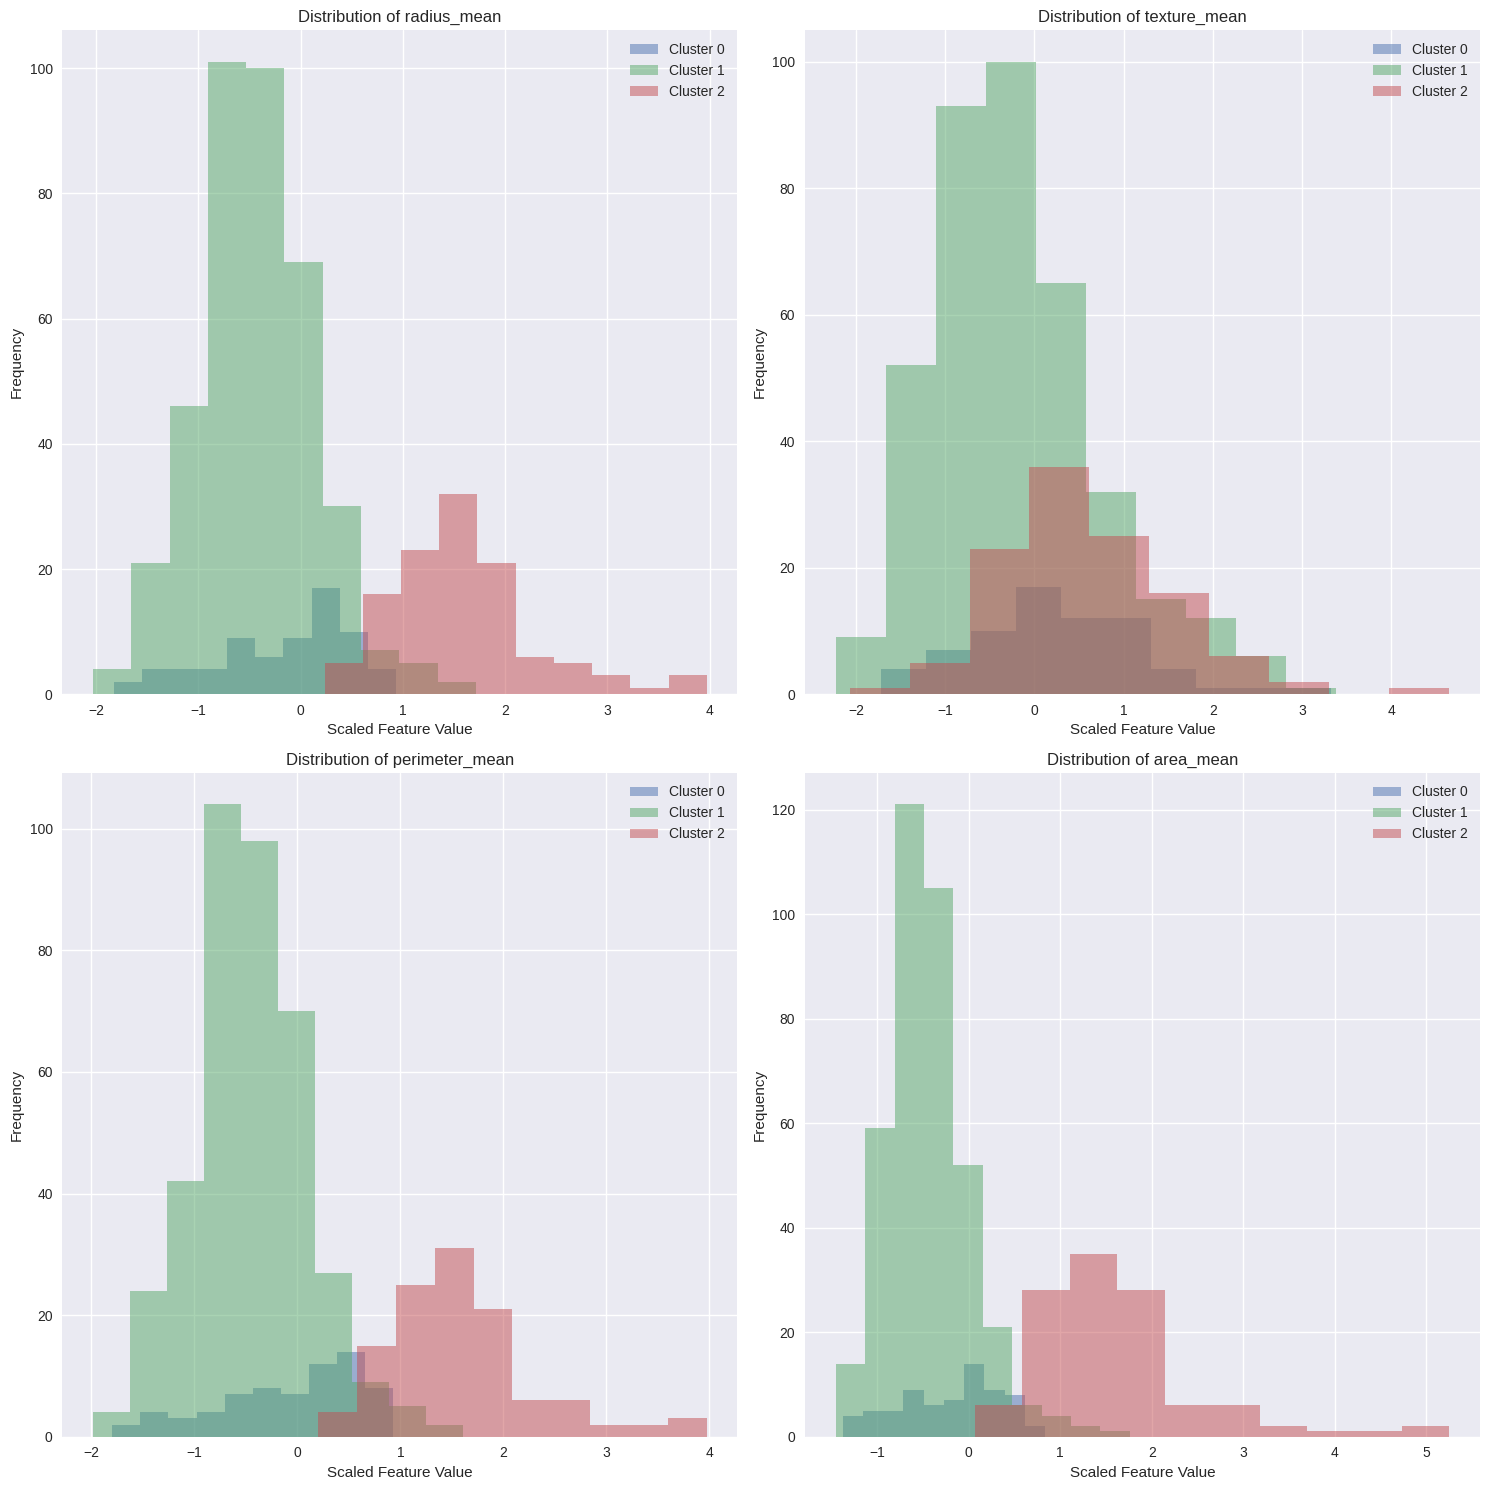 Distribution of radius_mean
Cluster 0
Cluster 1
Cluster 2
Frequency
100
80
60
40
20
0
−2 −1 0 1 2 3 4
Scaled Feature Value
Distribution of texture_mean
Cluster 0
Cluster 1
Cluster 2
Frequency
100
80
60
40
20
0
−2 −1 0 1 2 3 4
Scaled Feature Value
Distribution of perimeter_mean
Cluster 0
Cluster 1
Cluster 2
Frequency
100
80
60
40
20
0
−2 −1 0 1 2 3 4
Scaled Feature Value
Distribution of area_mean
Cluster 0
Cluster 1
Cluster 2
Frequency
120
100
80
60
40
20
0
−1 0 1 2 3 4 5
Scaled Feature Value